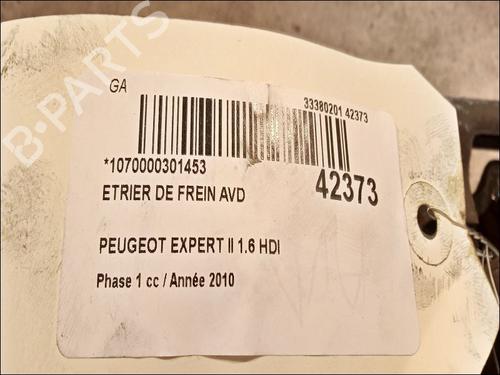 B-PARTS
GA
33380201 42373
*1070000301453
42373
ETRIER DE FREIN AVD
PEUGEOT EXPERT II 1.6 HDI
Phase 1 cc / Année 2010